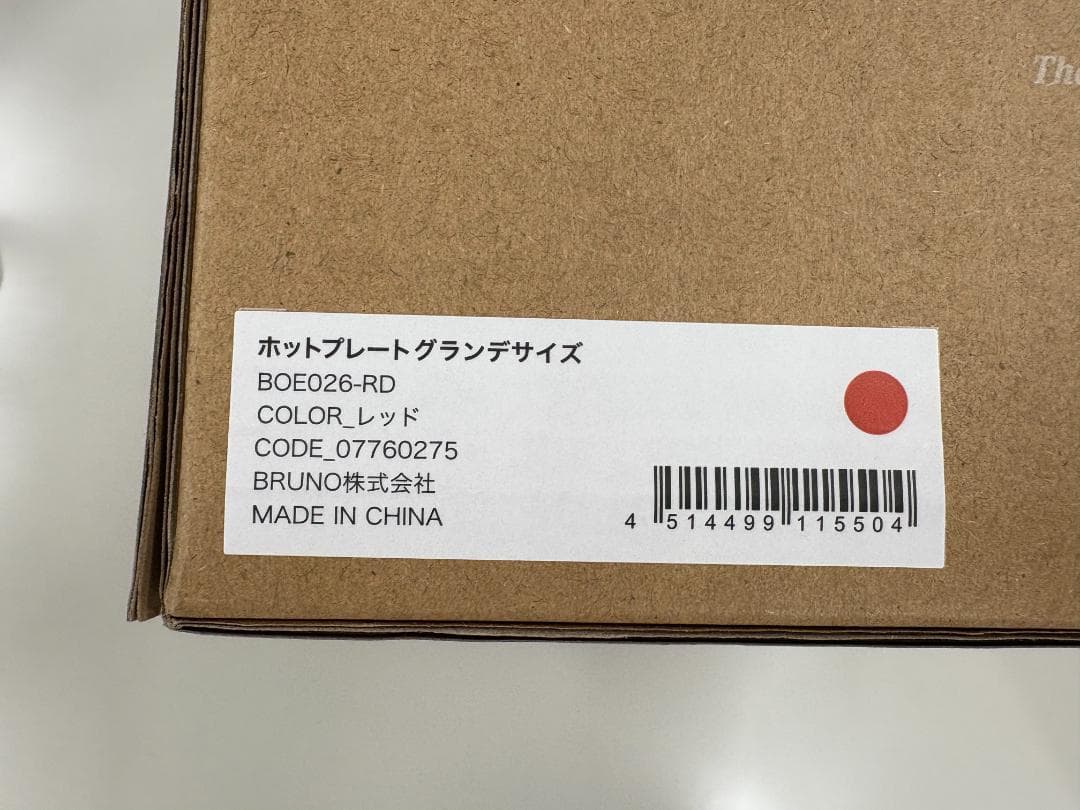 The
ホットプレートグランデサイズ
BOE026-RD
COLOR_レッド
CODE_07760275
BRUNO株式会社
MADE IN CHINA
4 514499 115504